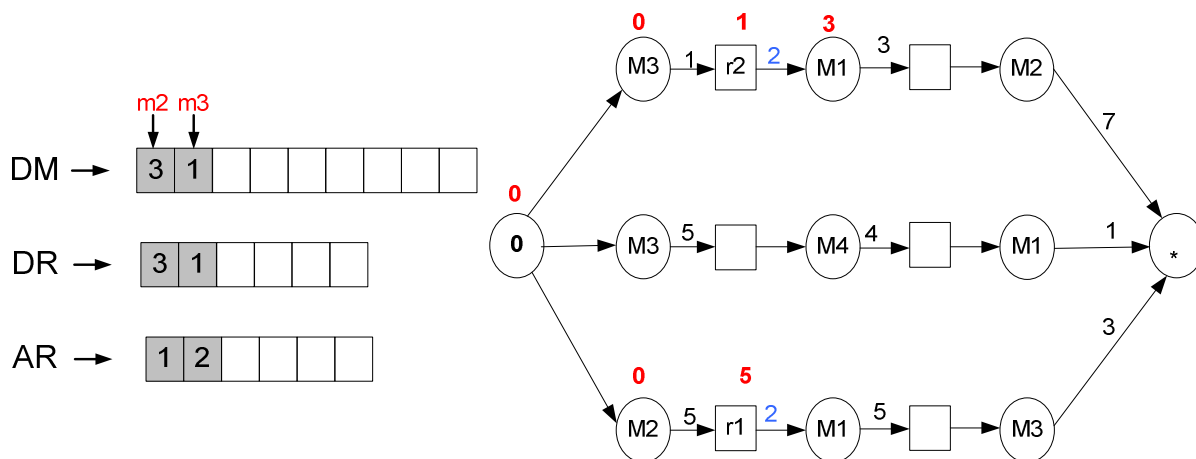 m2 m3
DM 3 1
DR 3 1
AR 1 2
0 1 3
M3 1 r2 2 M1 3 M2
7
0
0 M3 5 M4 4 M1 1 *
3
0 5
M2 5 r1 2 M1 5 M3